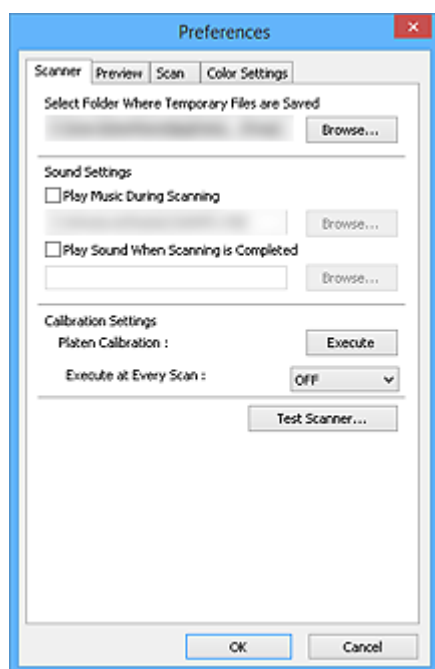 Preferences
Scanner Preview Scan Color Settings
Select Folder Where Temporary Files are Saved
Browse...
Sound Settings
Play Music During Scanning
Browse...
Play Sound When Scanning is Completed
Browse...
Calibration Settings
Platen Calibration : Execute
Execute at Every Scan : OFF
Test Scanner...
OK Cancel